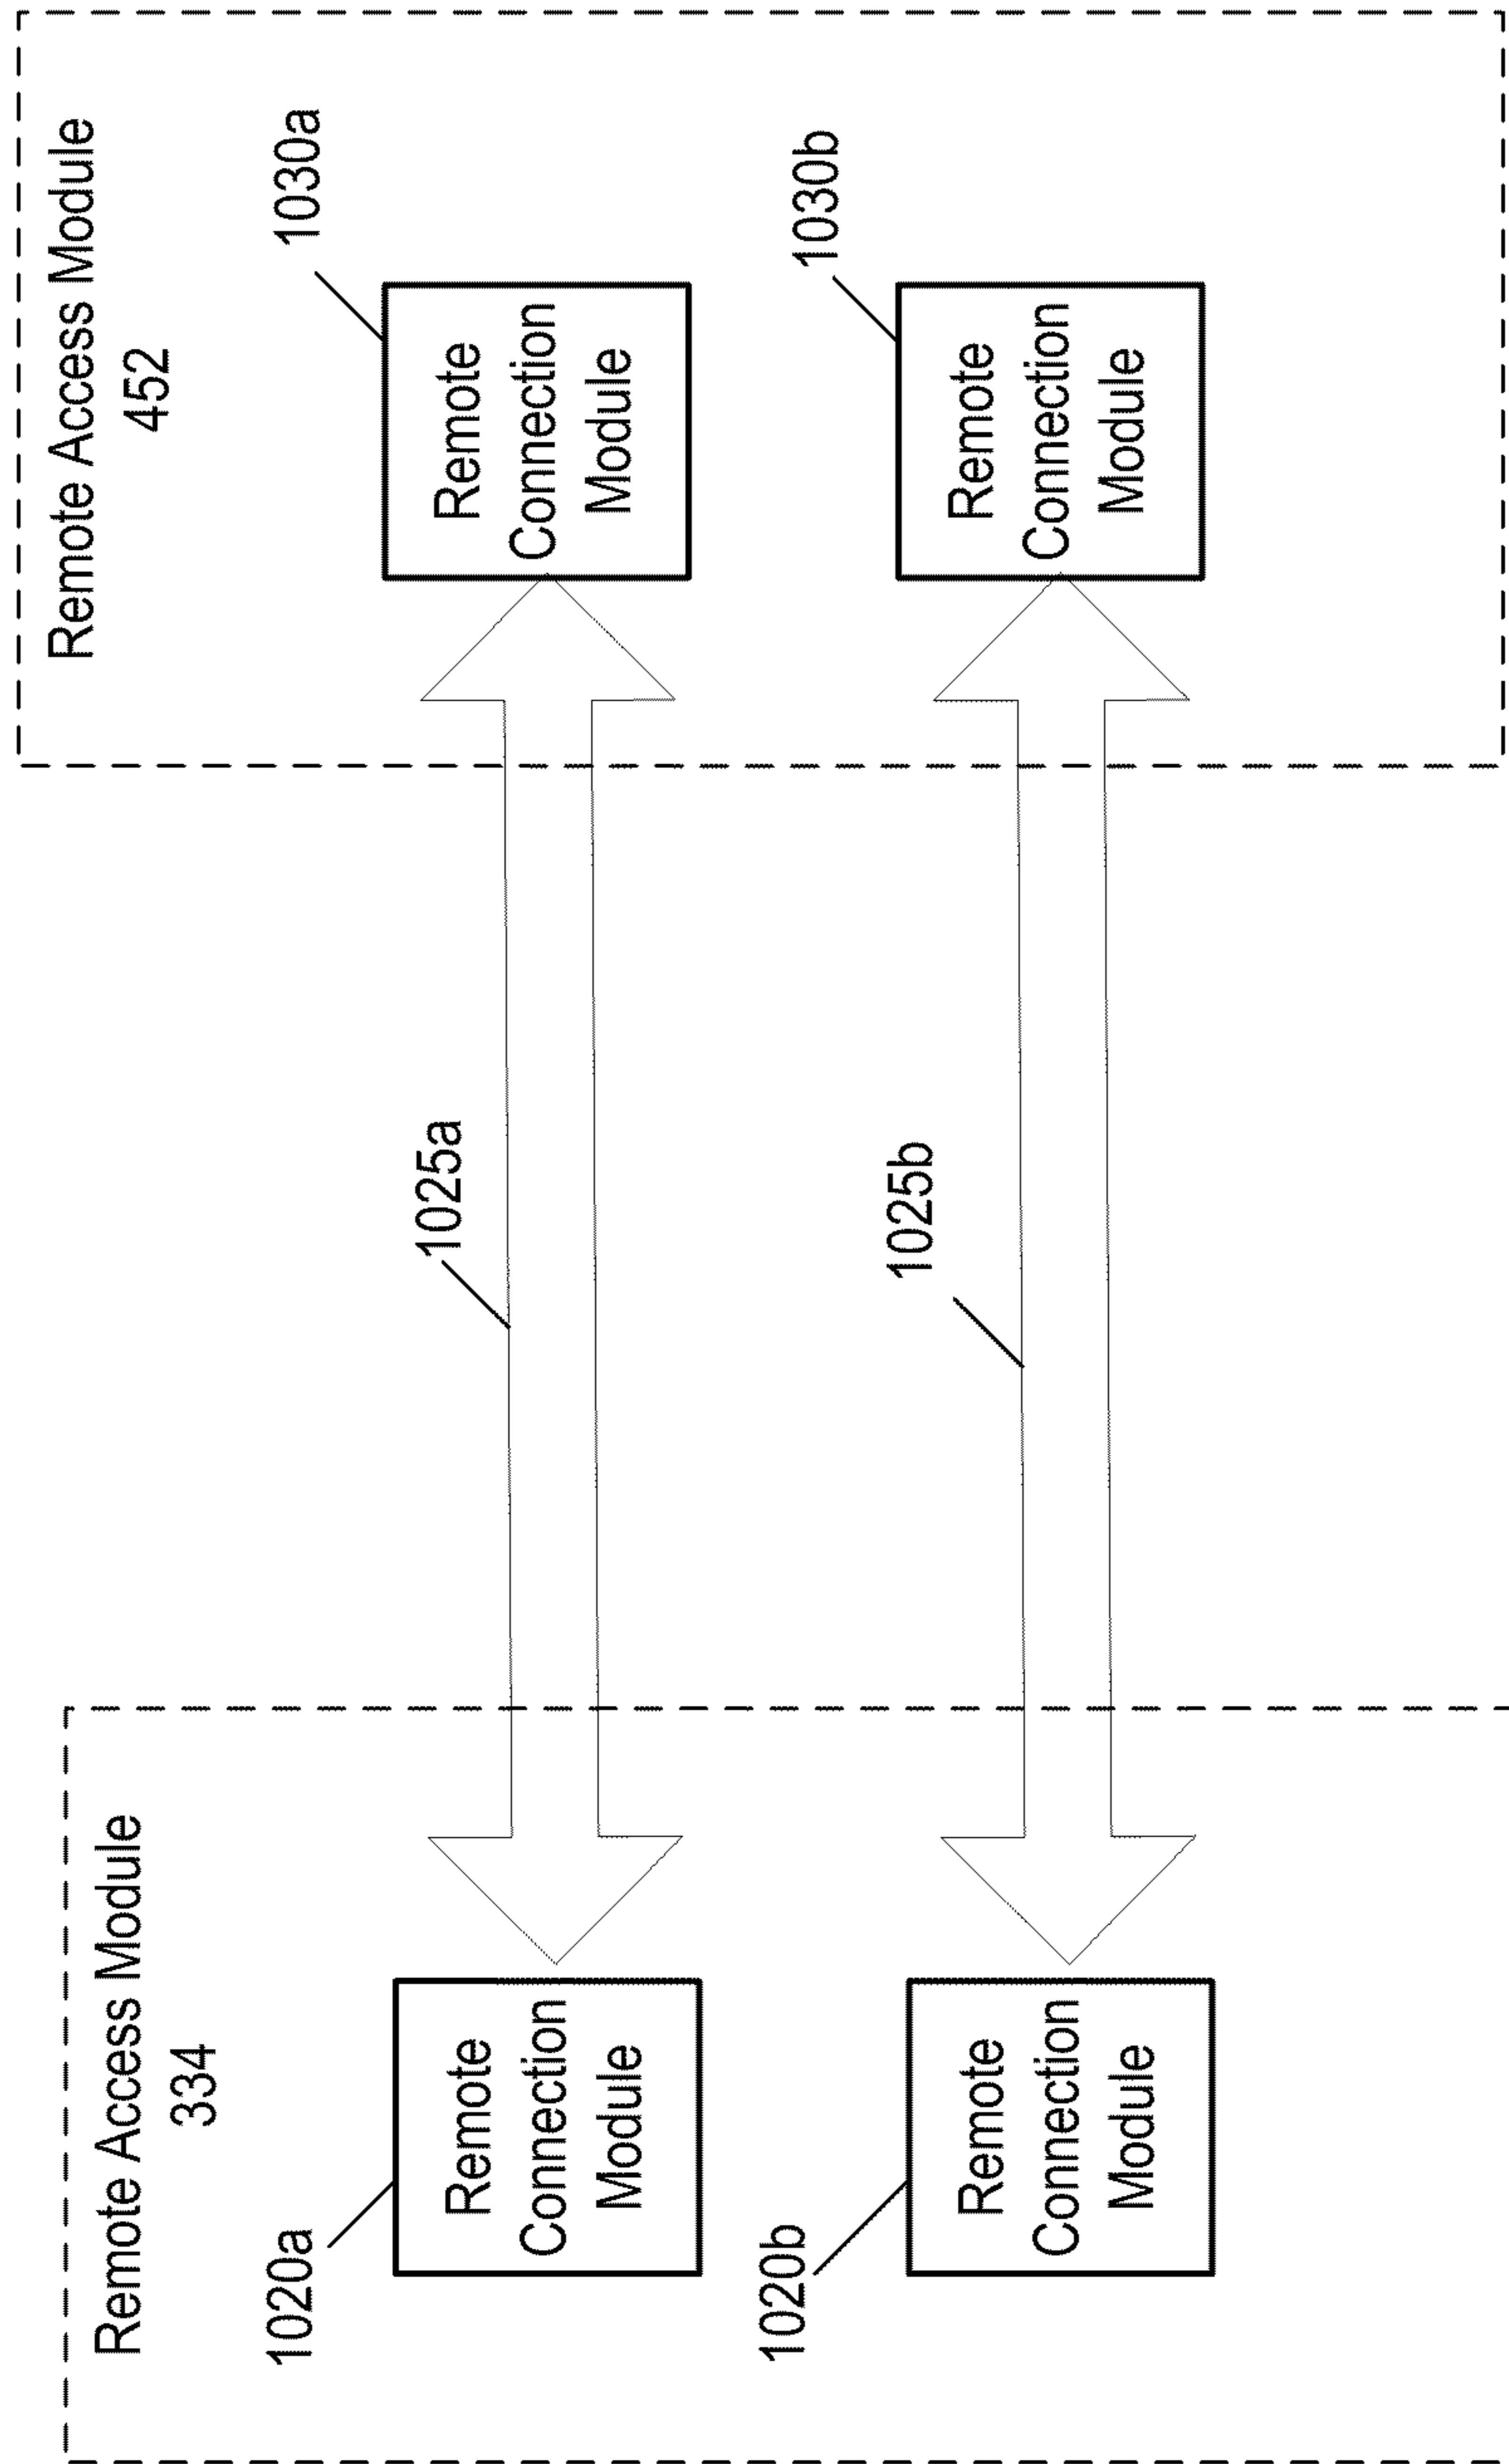 Remote Access Module
334
1020a
Remote
Connection
Module
1020b
Remote
Connection
Module
1025a
1025b
Remote Access Module
452
1030a
Remote
Connection
Module
1030b
Remote
Connection
Module